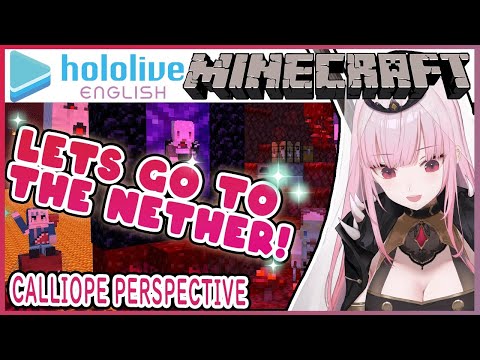 hololive
ENGLISH
MINECRAFT
LETS GO TO
THE NETHER!
CALLIOPE PERSPECTIVE